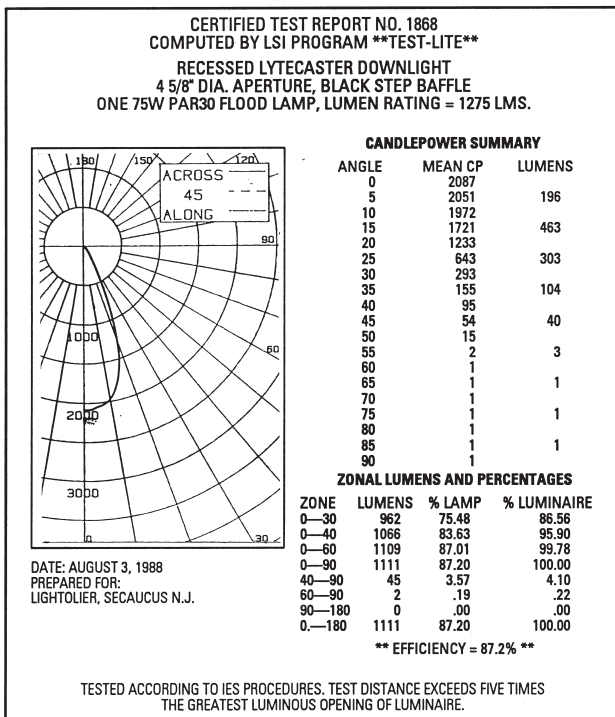 CERTIFIED TEST REPORT NO. 1868
COMPUTED BY LSI PROGRAM **TEST-LITE**
RECESSED LYTECASTER DOWNLIGHT
4 5/8" DIA. APERTURE, BLACK STEP BAFFLE
ONE 75W PAR30 FLOOD LAMP, LUMEN RATING = 1275 LMS.
180 150 120
ACROSS
45
ALONG
90
1000
60
2000
3000
0 30
DATE: AUGUST 3, 1988
PREPARED FOR:
LIGHTOLIER, SECAUCUS N.J.
CANDLEPOWER SUMMARY
ANGLE MEAN CP LUMENS
0 2087
5 2051 196
10 1972
15 1721 463
20 1233
25 643 303
30 293
35 155 104
40 95
45 54 40
50 15
55 2 3
60 1
65 1 1
70 1
75 1 1
80 1
85 1 1
90 1
ZONAL LUMENS AND PERCENTAGES
ZONE LUMENS % LAMP % LUMINAIRE
0—30 962 75.48 86.56
0—40 1066 83.63 95.90
0—60 1109 87.01 99.78
0—90 1111 87.20 100.00
40—90 45 3.57 4.10
60—90 2 .19 .22
90—180 0 .00 .00
0.—180 1111 87.20 100.00
** EFFICIENCY = 87.2% **
TESTED ACCORDING TO IES PROCEDURES. TEST DISTANCE EXCEEDS FIVE TIMES
THE GREATEST LUMINOUS OPENING OF LUMINAIRE.